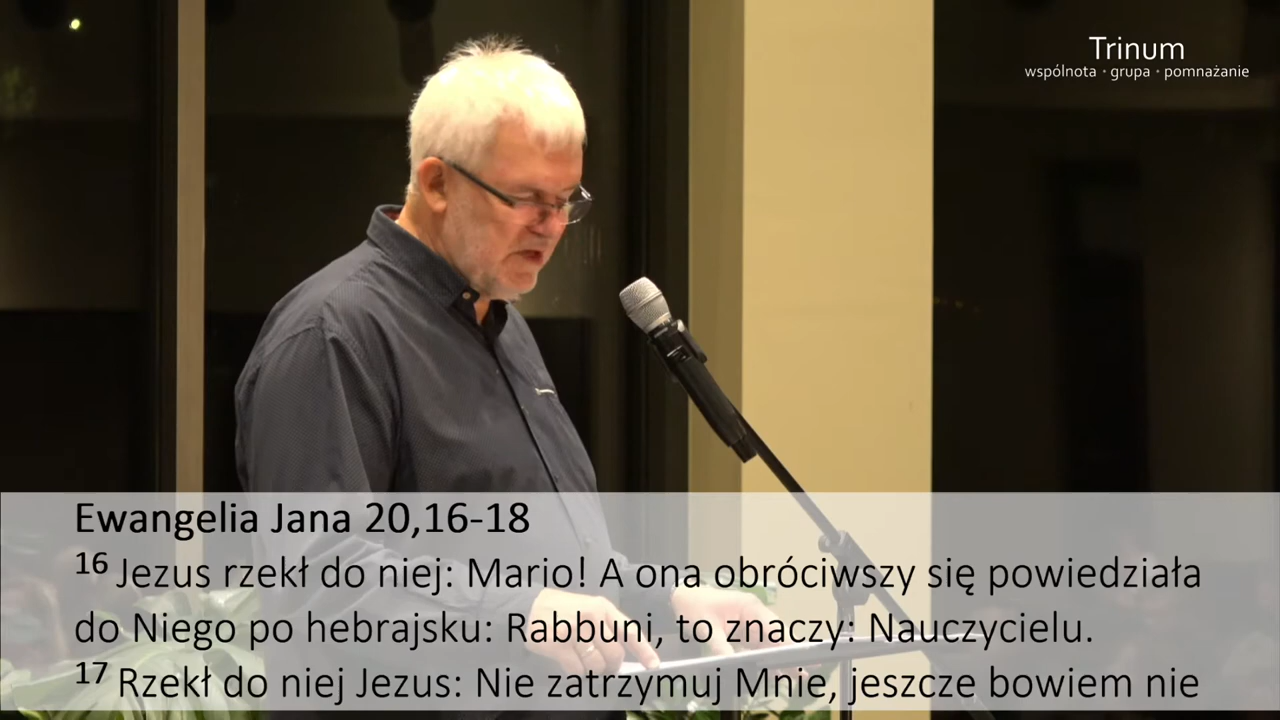 Trinum
wspólnota · grupa · pomnażanie
Ewangelia Jana 20,16-18
16 Jezus rzekł do niej: Mario! A ona obróciwszy się powiedziała
do Niego po hebrajsku: Rabbuni, to znaczy: Nauczycielu.
17 Rzekł do niej Jezus: Nie zatrzymuj Mnie, jeszcze bowiem nie